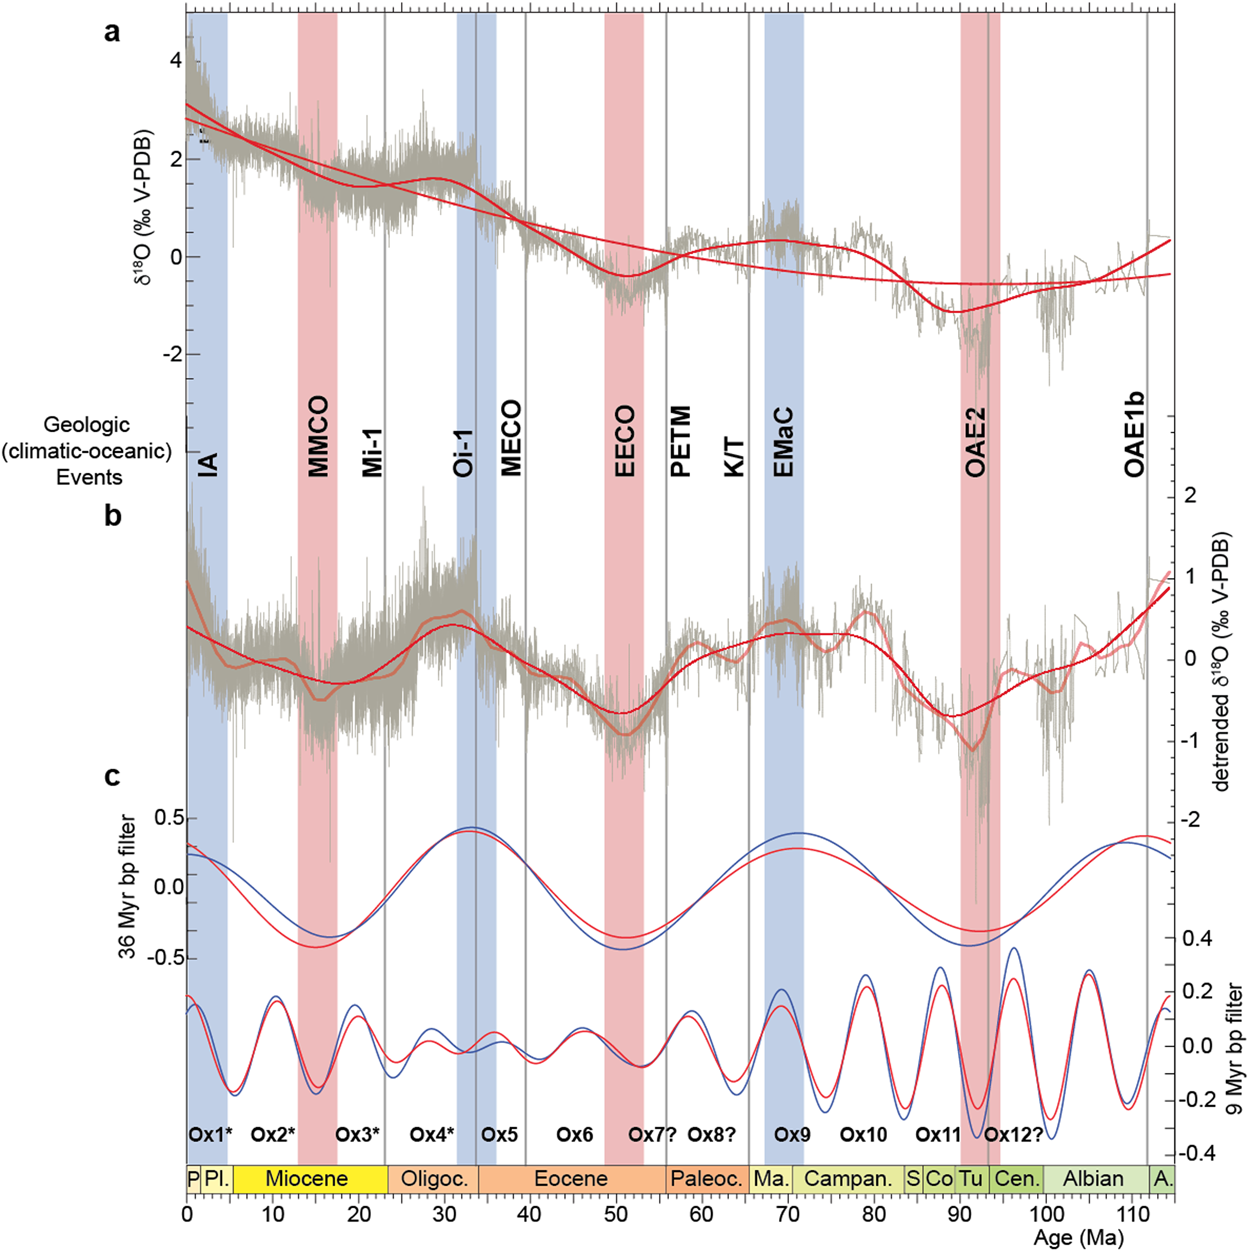 a
4
2
0
-2
δ¹⁸O (‰ V-PDB)
Geologic
(climatic-oceanic)
Events
IA
MMCO
Mi-1
Oi-1
MECO
EECO
PETM
K/T
EMaC
OAE2
OAE1b
b
2
1
0
-1
-2
detrended δ¹⁸O (‰ V-PDB)
c
0.5
0.0
-0.5
36 Myr bp filter
0.4
0.2
0.0
-0.2
-0.4
9 Myr bp filter
Ox1* Ox2* Ox3* Ox4* Ox5 Ox6 Ox7? Ox8? Ox9 Ox10 Ox11 Ox12?
P Pl. Miocene Oligoc. Eocene Paleoc. Ma. Campan. S Co Tu Cen. Albian A.
0 10 20 30 40 50 60 70 80 90 100 110
Age (Ma)